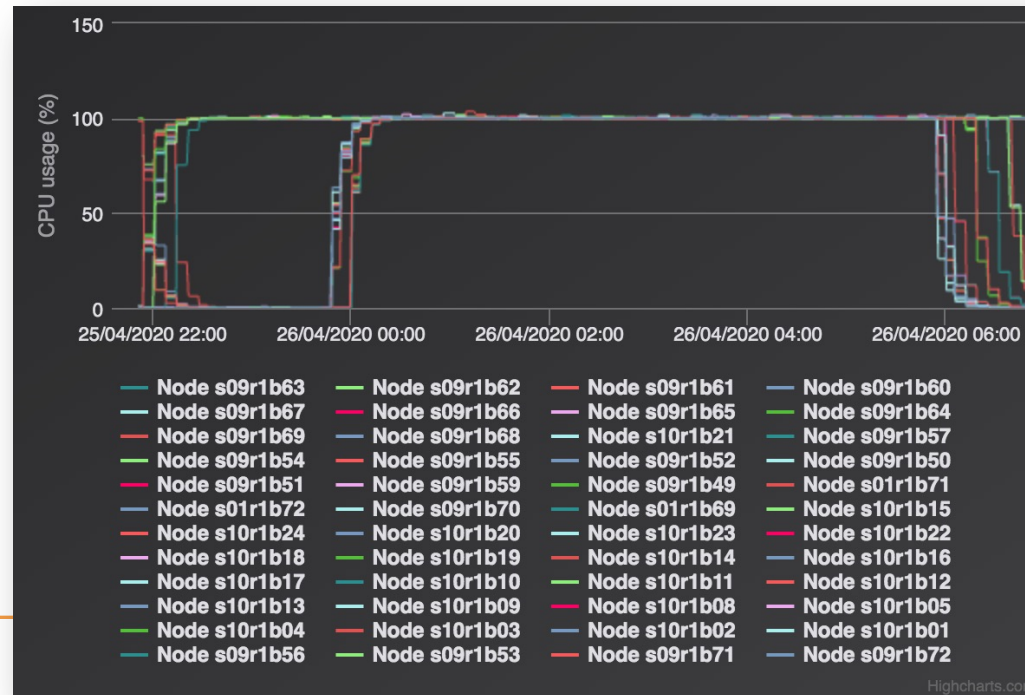 150
CPU usage (%)
100
50
0
25/04/2020 22:00 26/04/2020 00:00 26/04/2020 02:00 26/04/2020 04:00 26/04/2020 06:00
Node s09r1b63 Node s09r1b62 Node s09r1b61 Node s09r1b60
Node s09r1b67 Node s09r1b66 Node s09r1b65 Node s09r1b64
Node s09r1b69 Node s09r1b68 Node s10r1b21 Node s09r1b57
Node s09r1b54 Node s09r1b55 Node s09r1b52 Node s09r1b50
Node s09r1b51 Node s09r1b59 Node s09r1b49 Node s01r1b71
Node s01r1b72 Node s09r1b70 Node s01r1b69 Node s10r1b15
Node s10r1b24 Node s10r1b20 Node s10r1b23 Node s10r1b22
Node s10r1b18 Node s10r1b19 Node s10r1b14 Node s10r1b16
Node s10r1b17 Node s10r1b10 Node s10r1b11 Node s10r1b12
Node s10r1b13 Node s10r1b09 Node s10r1b08 Node s10r1b05
Node s10r1b04 Node s10r1b03 Node s10r1b02 Node s10r1b01
Node s09r1b56 Node s09r1b53 Node s09r1b71 Node s09r1b72
Highcharts.co